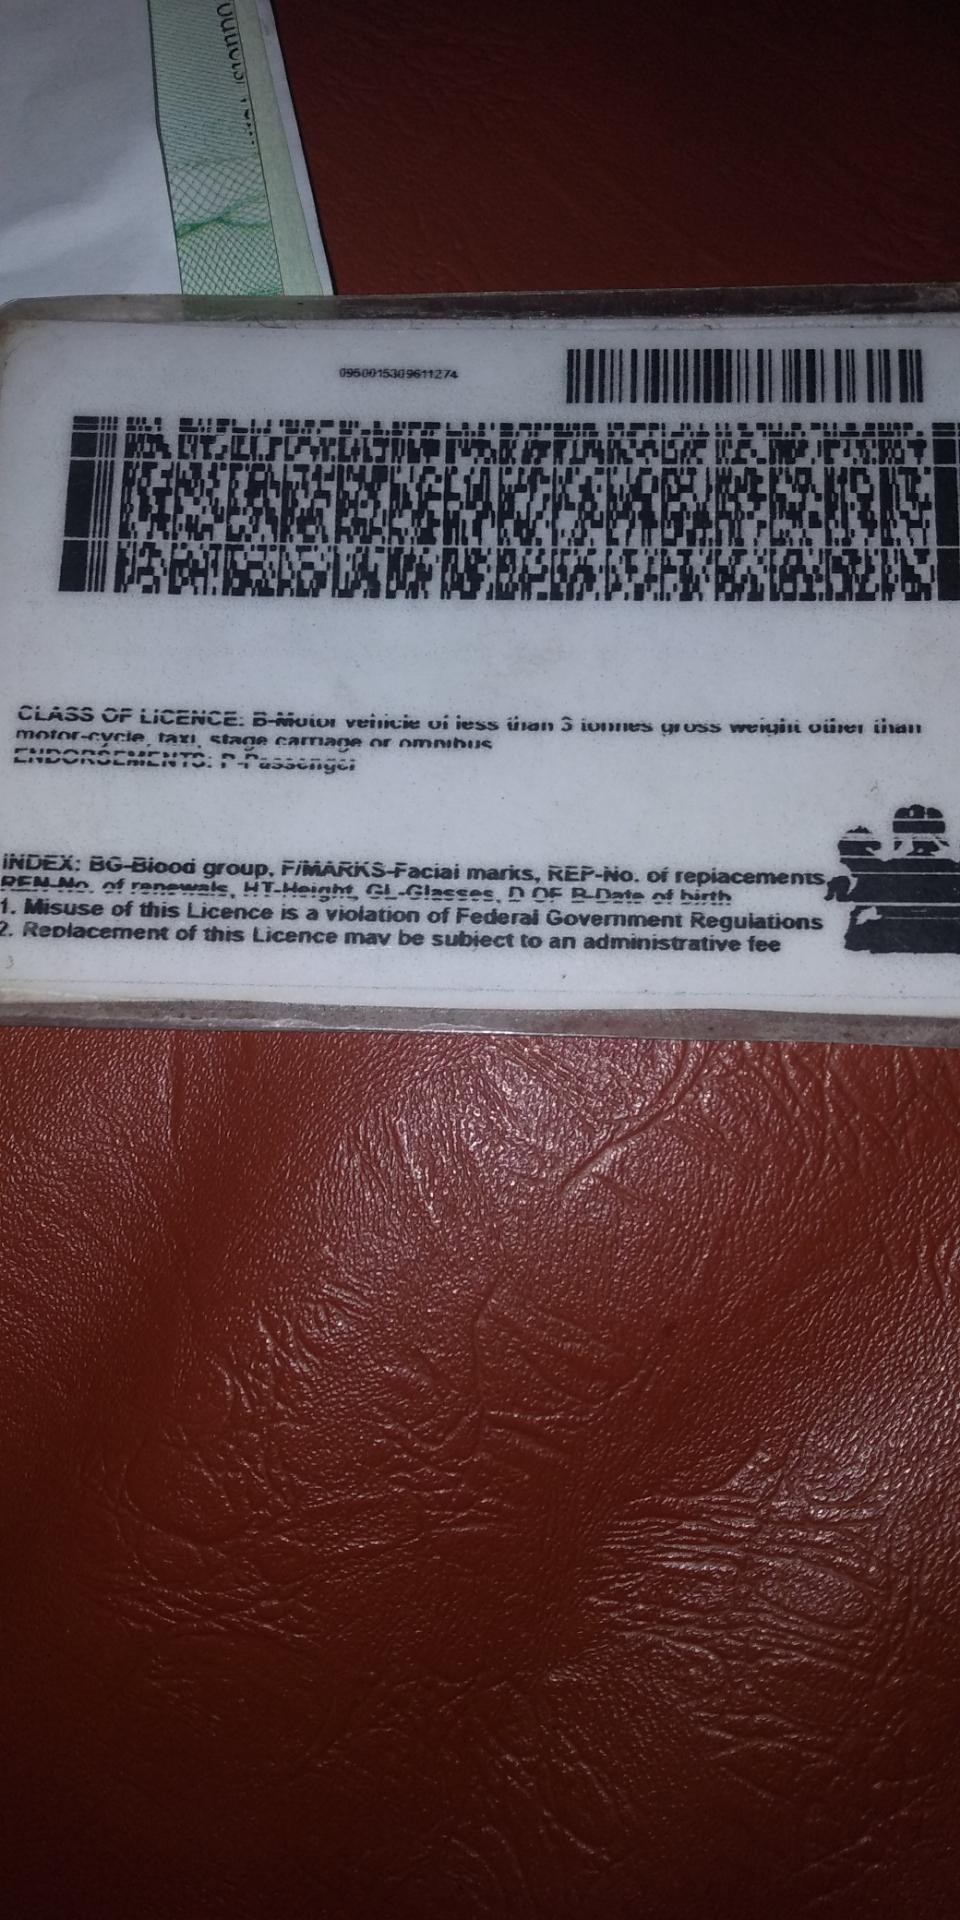 0950015309611274
CLASS OF LICENCE: B-Motor vehicle of less than 3 tonnes gross weight other than
motor-cycle, taxi, stage carriage or omnibus
ENDORSEMENTS: P-Passenger
INDEX: BG-Blood group, F/MARKS-Facial marks, REP-No. of replacements,
REN-No. of renewals, HT-Height, GL-Glasses, D OF B-Date of birth
1. Misuse of this Licence is a violation of Federal Government Regulations
2. Replacement of this Licence may be subject to an administrative fee